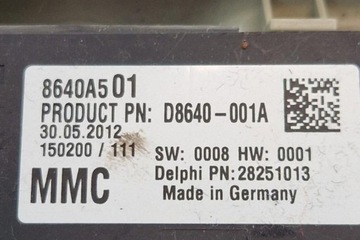 8640A501
PRODUCT PN: D8640-001A
30.05.2012
150200 / 111 SW: 0008 HW: 0001
MMC Delphi PN: 28251013
Made in Germany